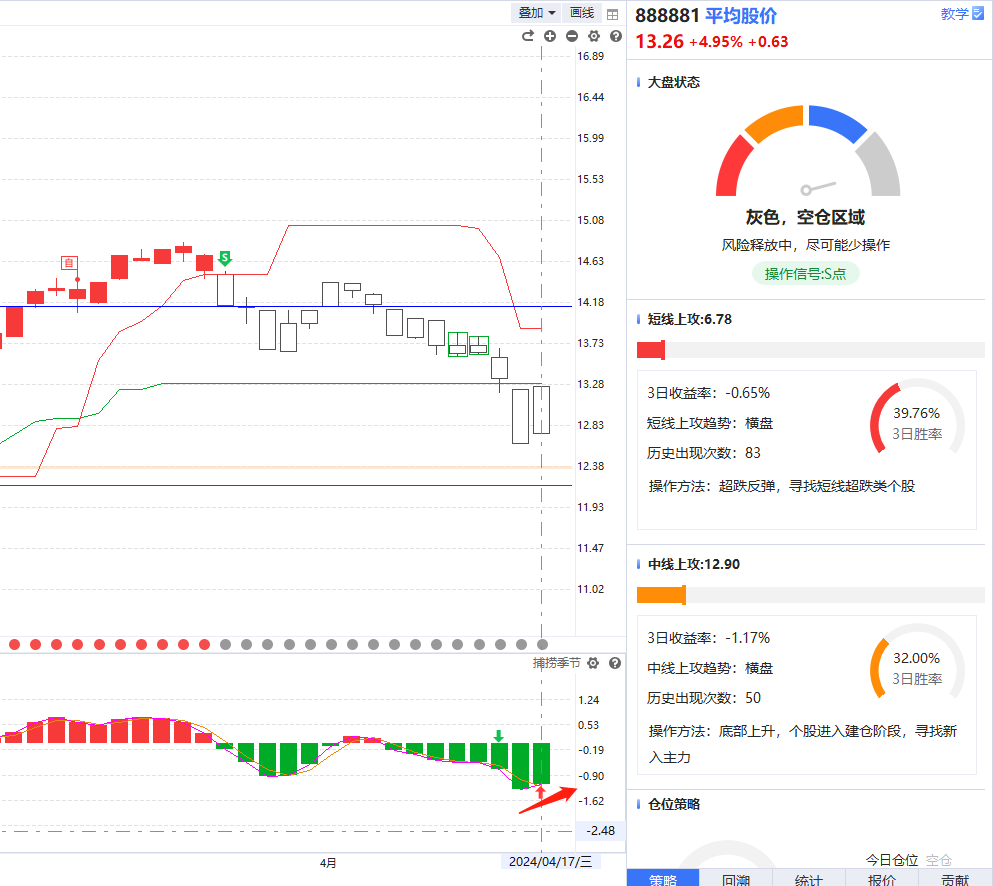 叠加 画线
16.89
16.44
15.99
15.53
15.08
14.63
14.18
13.73
13.28
12.83
12.38
11.93
11.47
11.02
自
S
捕捞季节
1.24
0.53
-0.19
-0.90
-1.62
-2.48
4月
2024/04/17/三
888881 平均股价
教学
13.26 +4.95% +0.63
大盘状态
灰色，空仓区域
风险释放中，尽可能少操作
操作信号:S点
短线上攻:6.78
3日收益率：-0.65%
短线上攻趋势：横盘
历史出现次数：83
39.76%
3日胜率
操作方法：超跌反弹，寻找短线超跌类个股
中线上攻:12.90
3日收益率：-1.17%
中线上攻趋势：横盘
历史出现次数：50
32.00%
3日胜率
操作方法：底部上升，个股进入建仓阶段，寻找新
入主力
仓位策略
今日仓位 空仓
策略 回溯 统计 报价 贡献